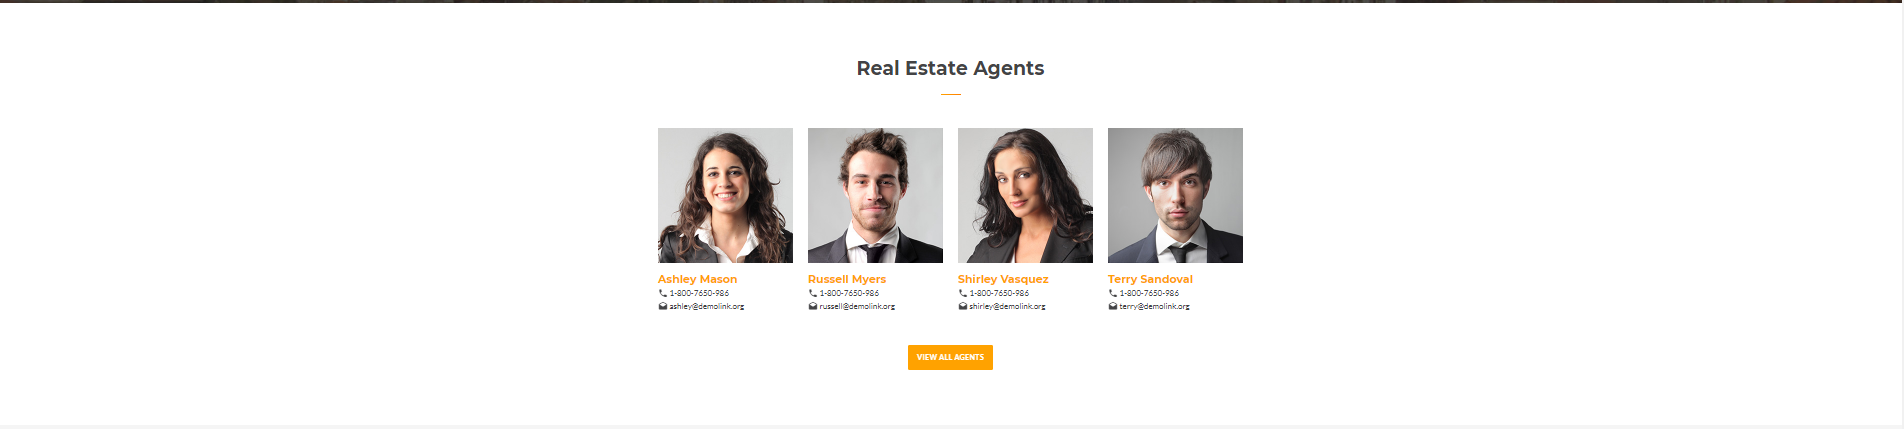 Real Estate Agents
Ashley Mason
1-800-7650-986
ashley@demolink.org
Russell Myers
1-800-7650-986
russell@demolink.org
Shirley Vasquez
1-800-7650-986
shirley@demolink.org
Terry Sandoval
1-800-7650-986
terry@demolink.org
VIEW ALL AGENTS